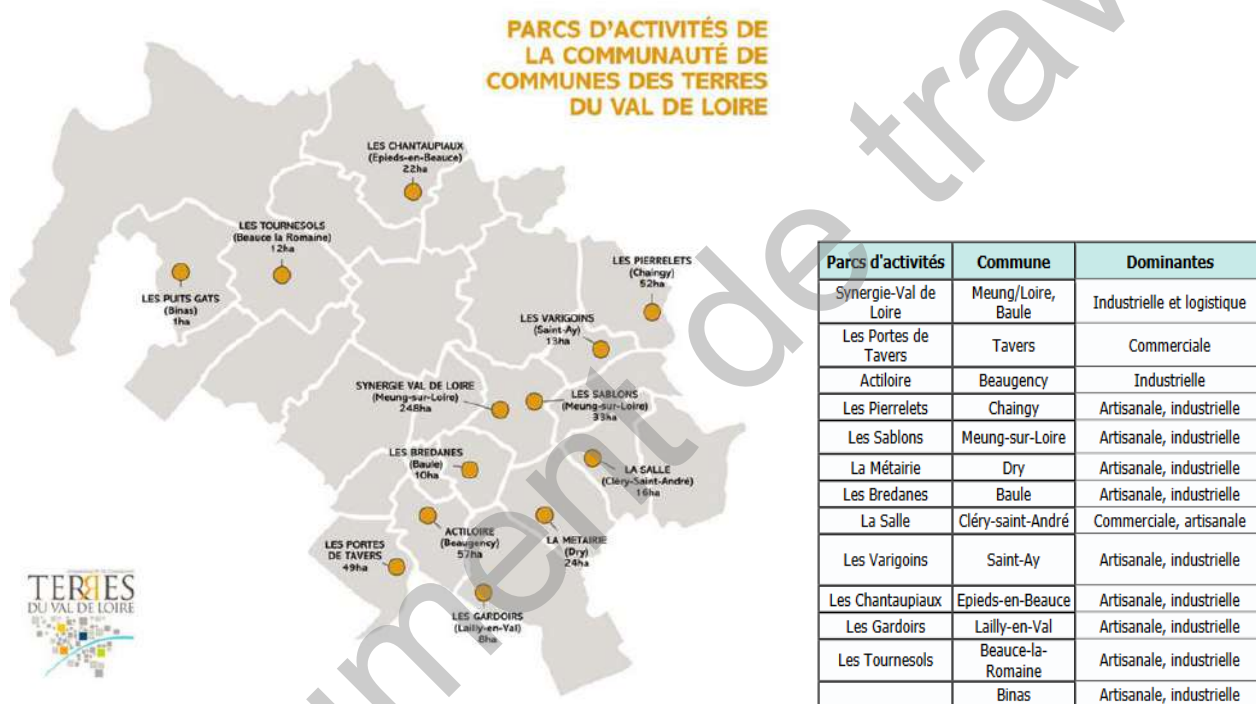 PARCS D'ACTIVITÉS DE
LA COMMUNAUTÉ DE
COMMUNES DES TERRES
DU VAL DE LOIRE
LES CHANTAUPIAUX
(Epieds-en-Beauce)
22ha
LES TOURNESOLS
(Beauce la Romaine)
12ha
LES PUITS GATS
(Binas)
1ha
LES PIERRELETS
(Chaingy)
52ha
LES VARIGOINS
(Saint-Ay)
13ha
SYNERGIE VAL DE LOIRE
(Meung-sur-Loire)
248ha
LES SABLONS
(Meung-sur-Loire)
33ha
LES BREDANES
(Baule)
10ha
LA SALLE
(Cléry-Saint-André)
16ha
ACTILOIRE
(Beaugency)
57ha
LA METAIRIE
(Dry)
24ha
LES PORTES
DE TAVERS
49ha
LES GARDOIRS
(Lailly-en-Val)
8ha
TERRES
DU VAL DE LOIRE
Parcs d'activités Commune Dominantes
Synergie-Val de
Loire Meung/Loire,
Baule Industrielle et logistique
Les Portes de
Tavers Tavers Commerciale
Actiloire Beaugency Industrielle
Les Pierrelets Chaingy Artisanale, industrielle
Les Sablons Meung-sur-Loire Artisanale, industrielle
La Métairie Dry Artisanale, industrielle
Les Bredanes Baule Artisanale, industrielle
La Salle Cléry-saint-André Commerciale, artisanale
Les Varigoins Saint-Ay Artisanale, industrielle
Les Chantaupiaux Epieds-en-Beauce Artisanale, industrielle
Les Gardoirs Lailly-en-Val Artisanale, industrielle
Les Tournesols Beauce-la-
Romaine Artisanale, industrielle
Binas Artisanale, industrielle
ument de trav